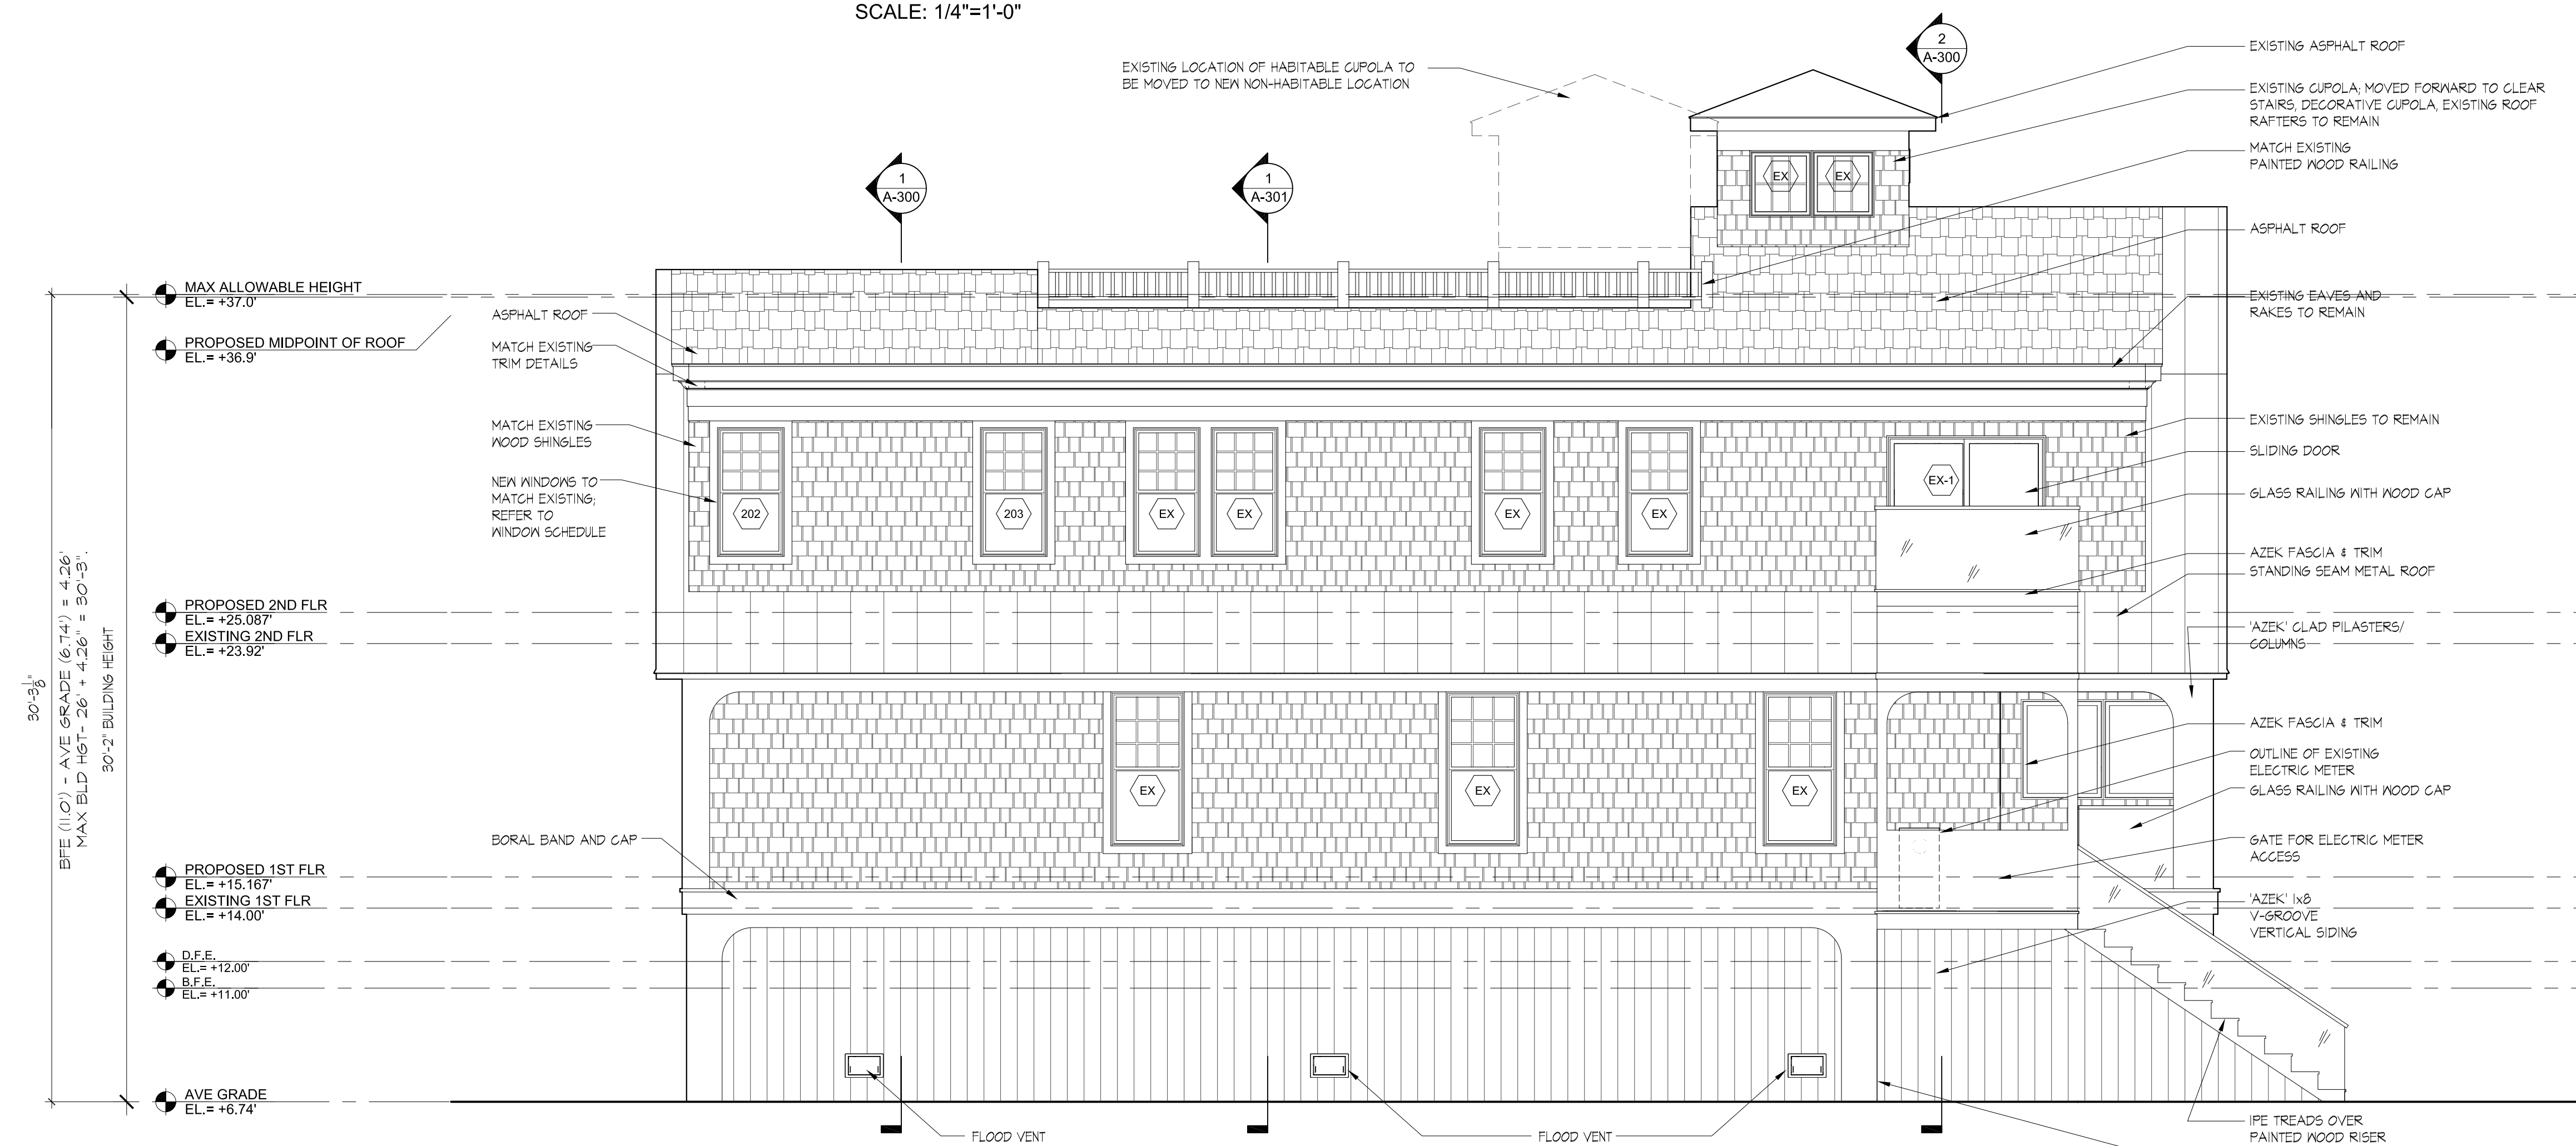 SCALE: 1/4"=1'-0"
EXISTING LOCATION OF HABITABLE CUPOLA TO
BE MOVED TO NEW NON-HABITABLE LOCATION
2
A-300
1
A-300
1
A-301
EX
EX
EXISTING ASPHALT ROOF
EXISTING CUPOLA; MOVED FORWARD TO CLEAR
STAIRS, DECORATIVE CUPOLA, EXISTING ROOF
RAFTERS TO REMAIN
MATCH EXISTING
PAINTED WOOD RAILING
ASPHALT ROOF
EXISTING EAVES AND
RAKES TO REMAIN
EXISTING SHINGLES TO REMAIN
SLIDING DOOR
GLASS RAILING WITH WOOD CAP
AZEK FASCIA & TRIM
STANDING SEAM METAL ROOF
'AZEK' CLAD PILASTERS/
COLUMNS
AZEK FASCIA & TRIM
OUTLINE OF EXISTING
ELECTRIC METER
GLASS RAILING WITH WOOD CAP
GATE FOR ELECTRIC METER
ACCESS
'AZEK' 1x8
V-GROOVE
VERTICAL SIDING
IPE TREADS OVER
PAINTED WOOD RISER
MAX ALLOWABLE HEIGHT
EL.= +37.0'
PROPOSED MIDPOINT OF ROOF
EL.= +36.9'
PROPOSED 2ND FLR
EL.= +25.087'
EXISTING 2ND FLR
EL.= +23.92'
PROPOSED 1ST FLR
EL.= +15.167'
EXISTING 1ST FLR
EL.= +14.00'
D.F.E.
EL.= +12.00'
B.F.E.
EL.= +11.00'
AVE GRADE
EL.= +6.74'
30'-3 1/8"
BFE (11.0') - AVE GRADE (6.74') = 4.26'
MAX BLD HGT- 26' + 4.26" = 30'-3".
30'-2" BUILDING HEIGHT
ASPHALT ROOF
MATCH EXISTING
TRIM DETAILS
MATCH EXISTING
WOOD SHINGLES
NEW WINDOWS TO
MATCH EXISTING;
REFER TO
WINDOW SCHEDULE
BORAL BAND AND CAP
202
203
EX
EX
EX
EX
EX-1
EX
EX
EX
FLOOD VENT
FLOOD VENT